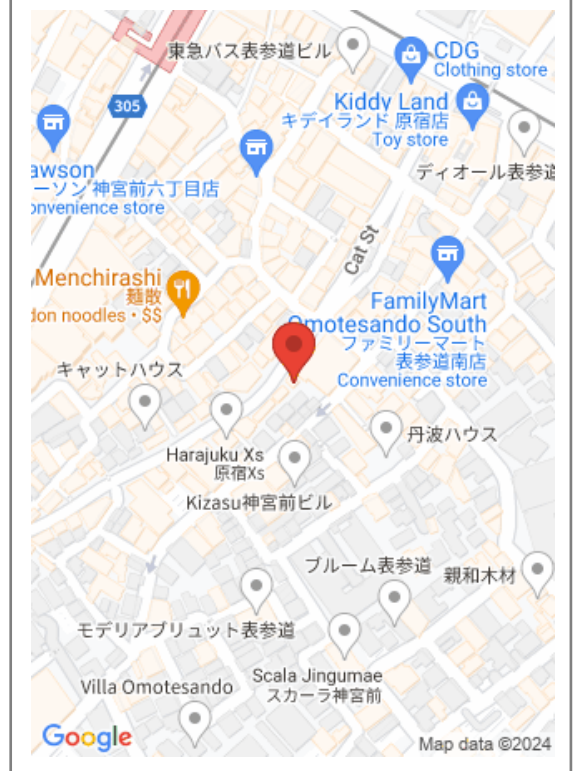 東急バス表参道ビル
CDG
Clothing store
305
Kiddy Land
キデイランド 原宿店
Toy store
awson
ーソン 神宮前六丁目店
onvenience store
ディオール表参道
Cat St
Menchirashi
麺散
don noodles • $$
FamilyMart
Omotesando South
ファミリーマート
表参道南店
Convenience store
キャットハウス
Harajuku Xs
原宿Xs
丹波ハウス
Kizasu神宮前ビル
ブルーム表参道
親和木材
モデリアブリュット表参道
Scala Jingumae
スカーラ神宮前
Villa Omotesando
Google
Map data ©2024